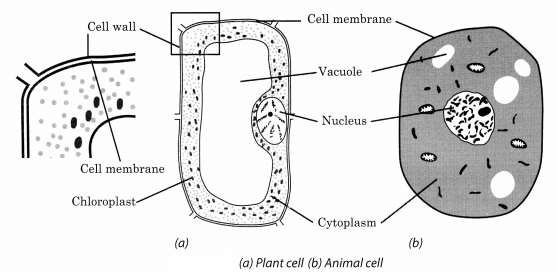 Cell wall
Cell membrane
Vacuole
Nucleus
Cell membrane
Chloroplast
Cytoplasm
(a)
(b)
(a) Plant cell (b) Animal cell